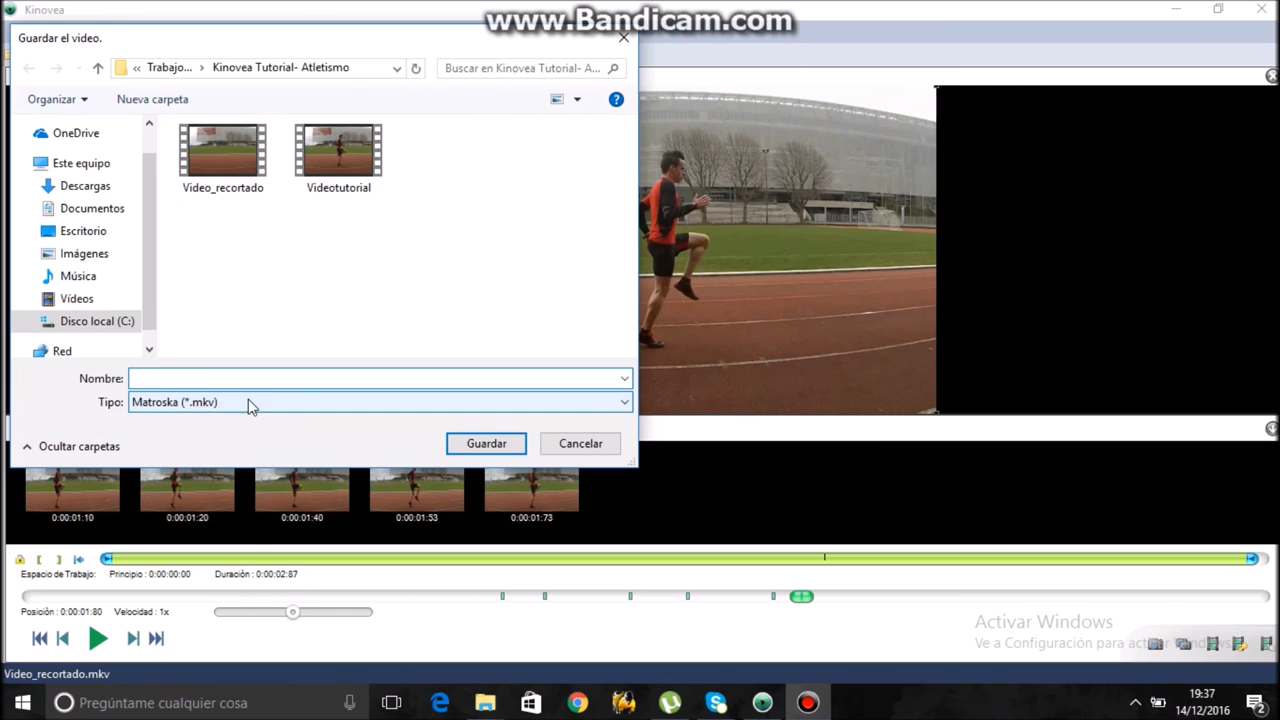 Kinovea
www.Bandicam.com
Guardar el video.
« Trabajo... › Kinovea Tutorial- Atletismo
Buscar en Kinovea Tutorial- A...
Organizar
Nueva carpeta
OneDrive
Este equipo
Descargas
Documentos
Escritorio
Imágenes
Música
Vídeos
Disco local (C:)
Red
Video_recortado
Videotutorial
Nombre:
Tipo: Matroska (*.mkv)
Ocultar carpetas
Guardar
Cancelar
0:00:01:10
0:00:01:20
0:00:01:40
0:00:01:53
0:00:01:73
Espacio de Trabajo: Principio : 0:00:00:00 Duración : 0:00:02:87
Posición : 0:00:01:80 Velocidad : 1x
Activar Windows
Ve a Configuración para activar Windows.
Video_recortado.mkv
Pregúntame cualquier cosa
19:37
14/12/2016
2